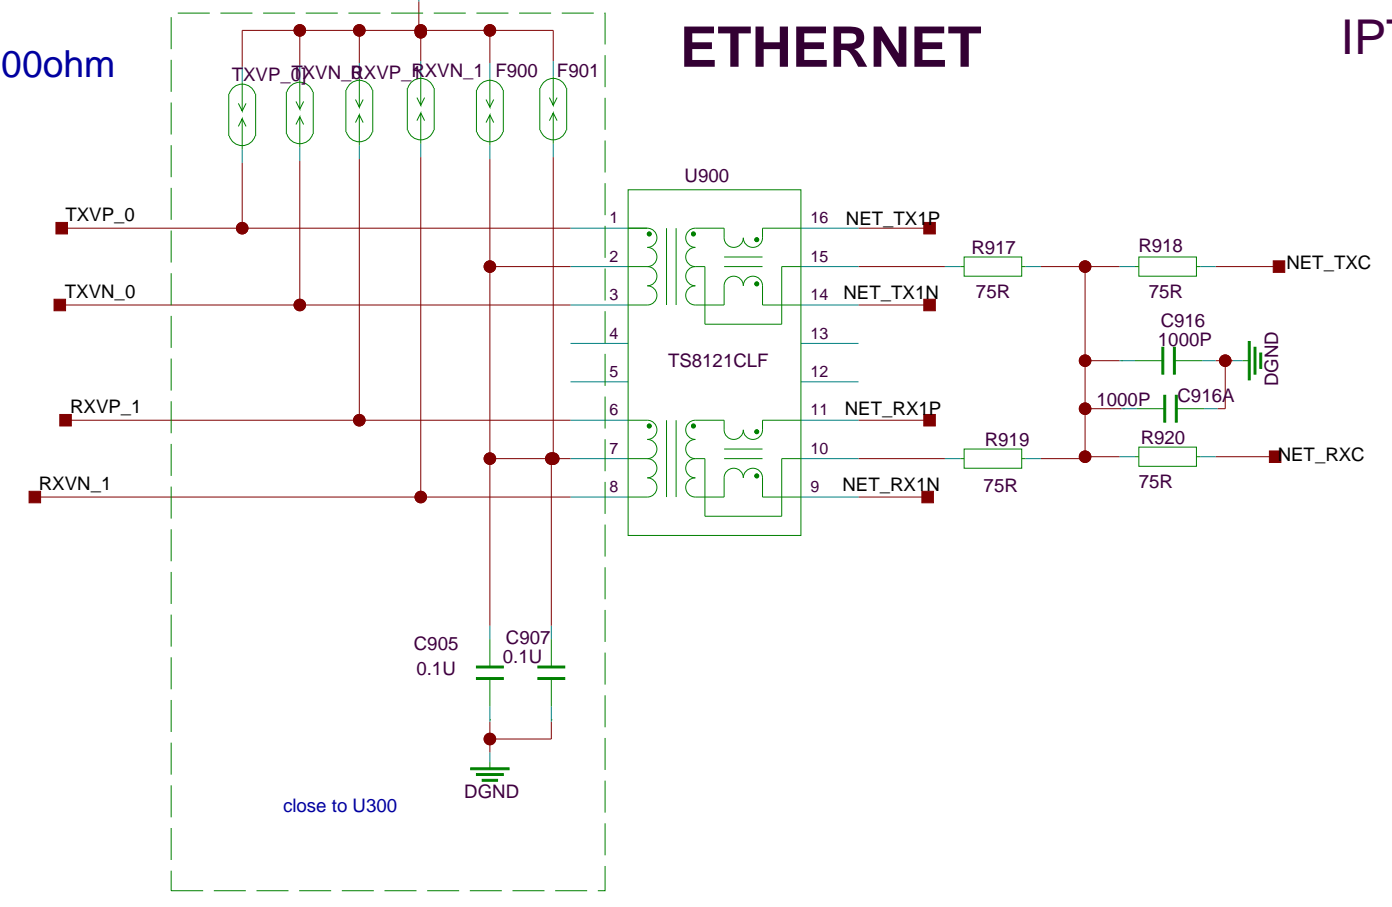 ETHERNET
IPT
00ohm
TXVP_0
TXVN_0
RXVP_1
RXVN_1
F900
F901
U900
TXVP_0
1
16
NET_TX1P
2
15
R917
75R
R918
75R
NET_TXC
TXVN_0
3
14
NET_TX1N
4
13
C916
1000P
DGND
TS8121CLF
5
12
1000P
C916A
RXVP_1
6
11
NET_RX1P
7
10
R919
75R
R920
75R
NET_RXC
RXVN_1
8
9
NET_RX1N
C905
0.1U
C907
0.1U
DGND
close to U300